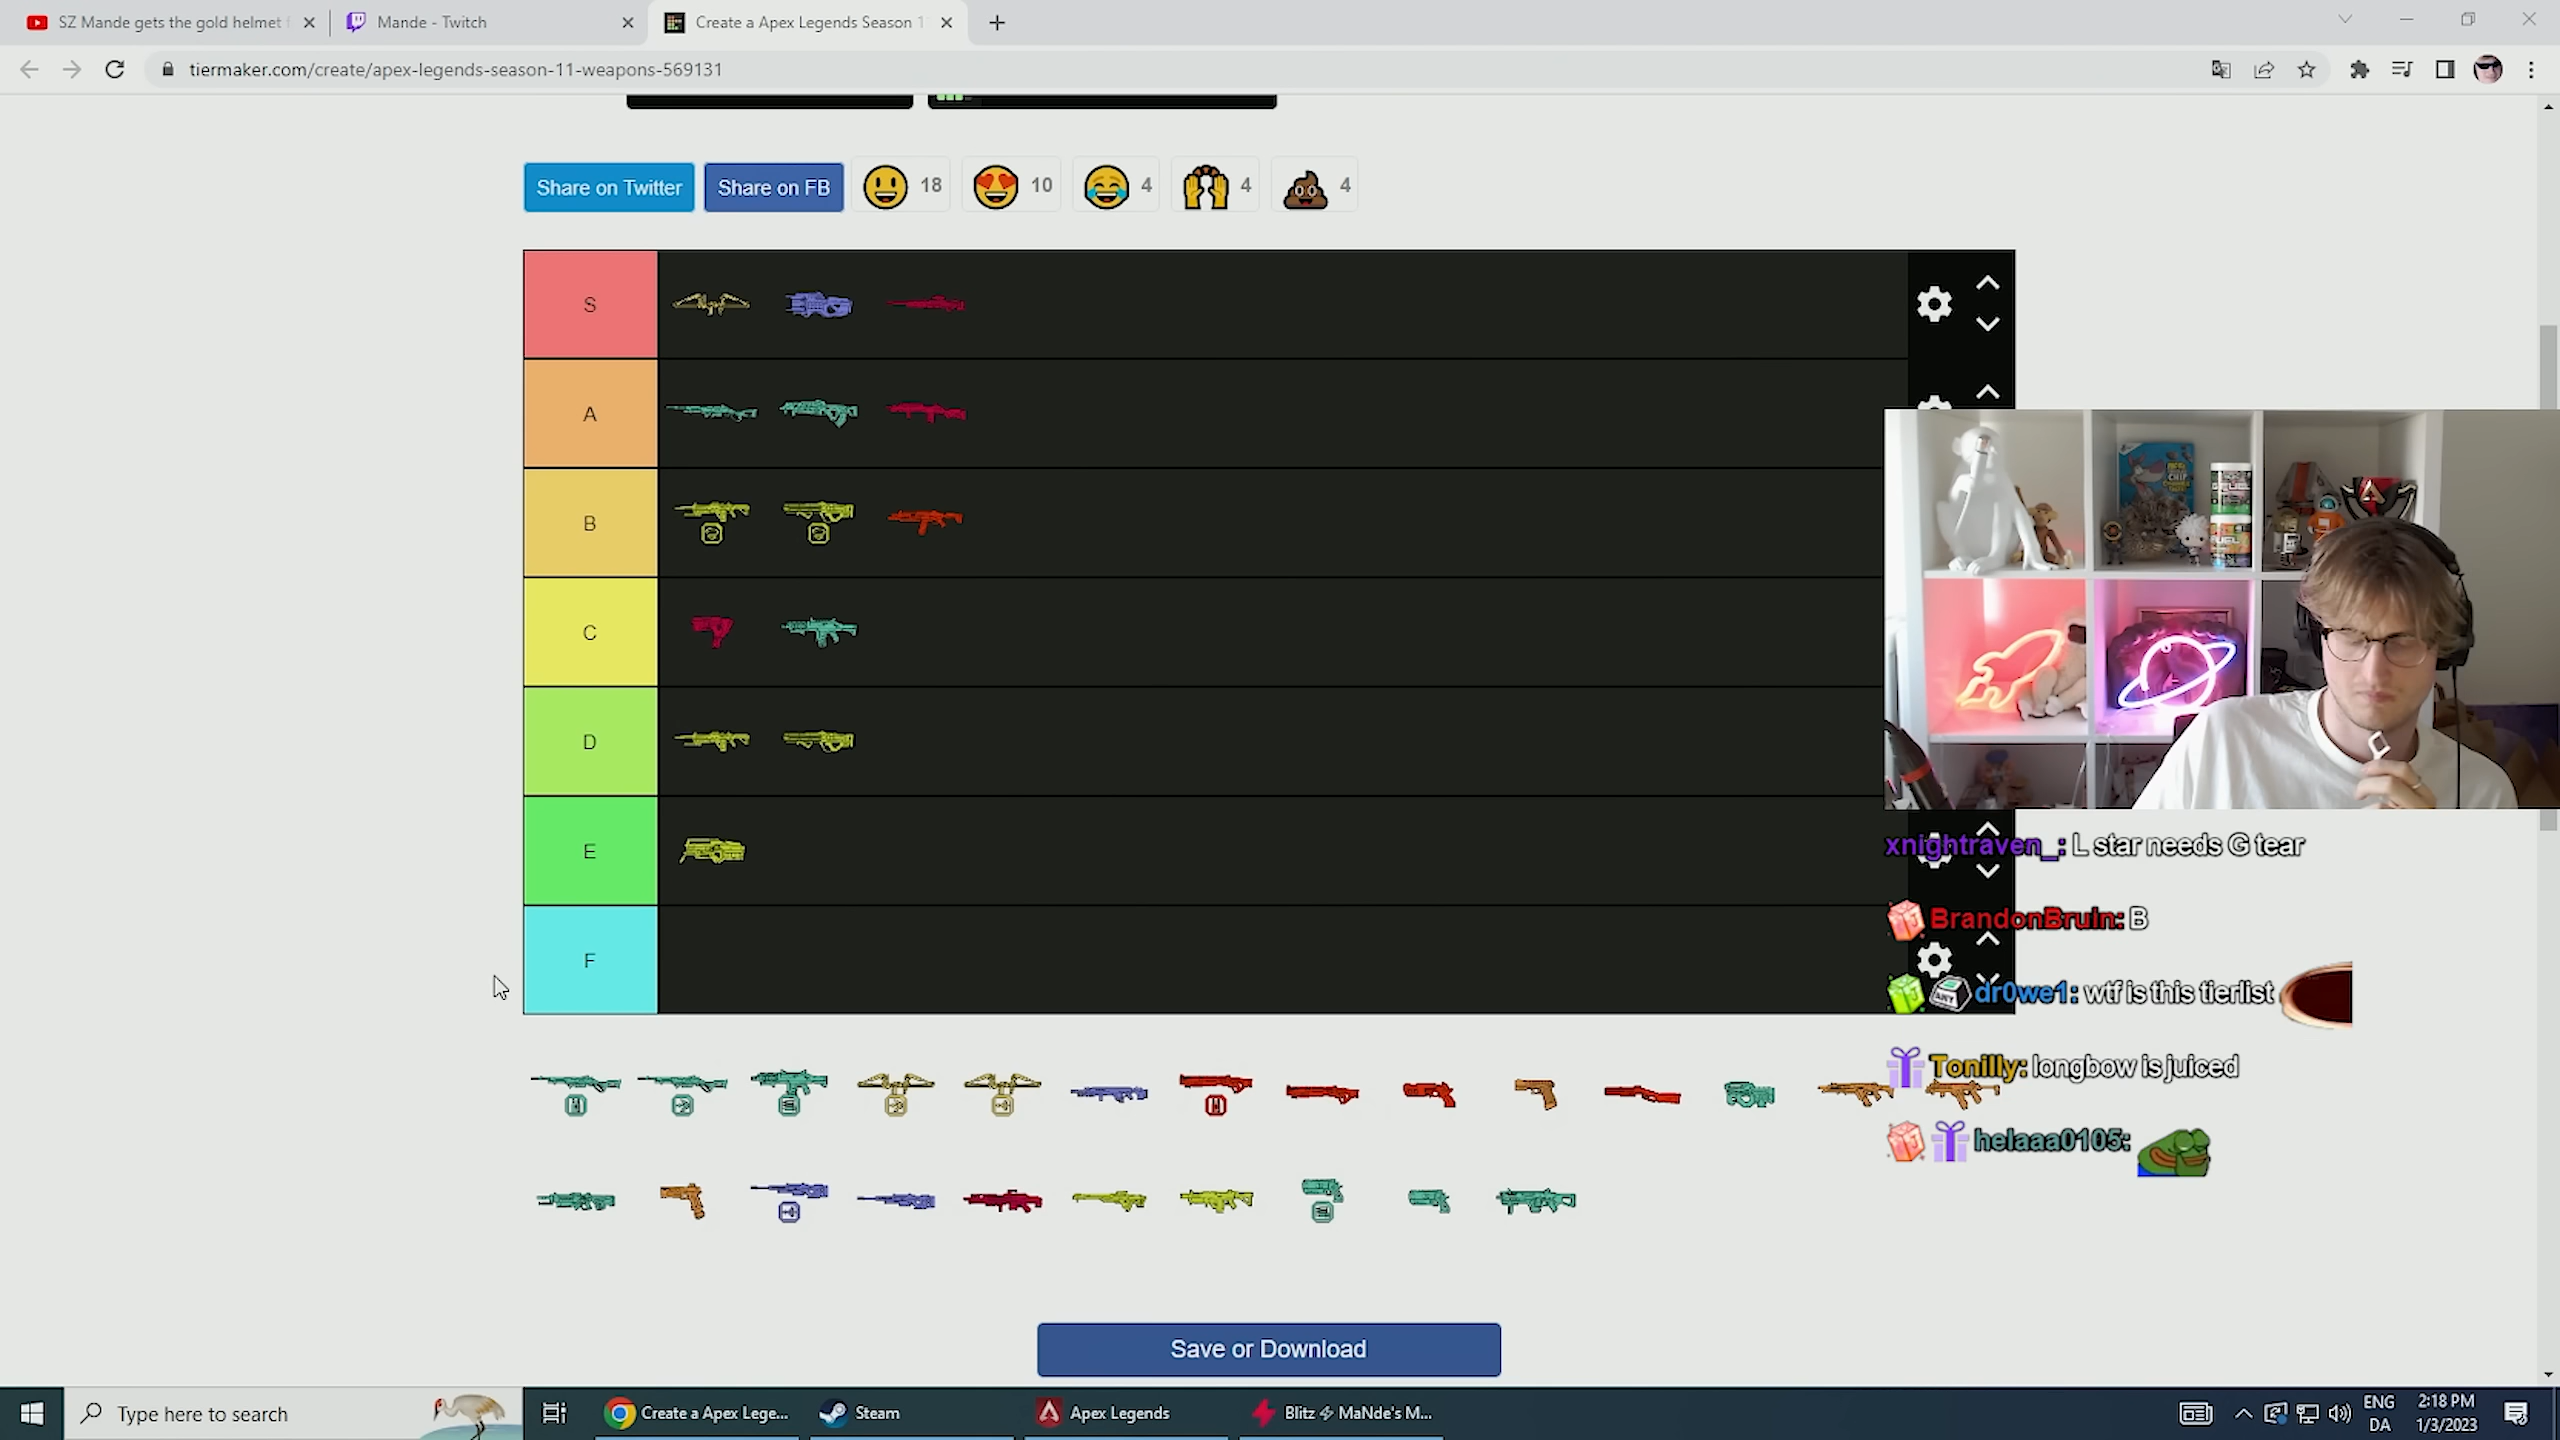 SZ Mande gets the gold helmet
Mande - Twitch
Create a Apex Legends Season 1
tiermaker.com/create/apex-legends-season-11-weapons-569131
Share on Twitter
Share on FB
18
10
4
4
4
S
A
B
C
D
E
F
xnightraven_: L star needs G tear
BrandonBruin: B
dr0we1: wtf is this tierlist
Tonilly: longbow is juiced
helaaa0105:
Save or Download
Type here to search
Create a Apex Lege...
Steam
Apex Legends
Blitz MaNde's M...
ENG
DA
2:18 PM
1/3/2023